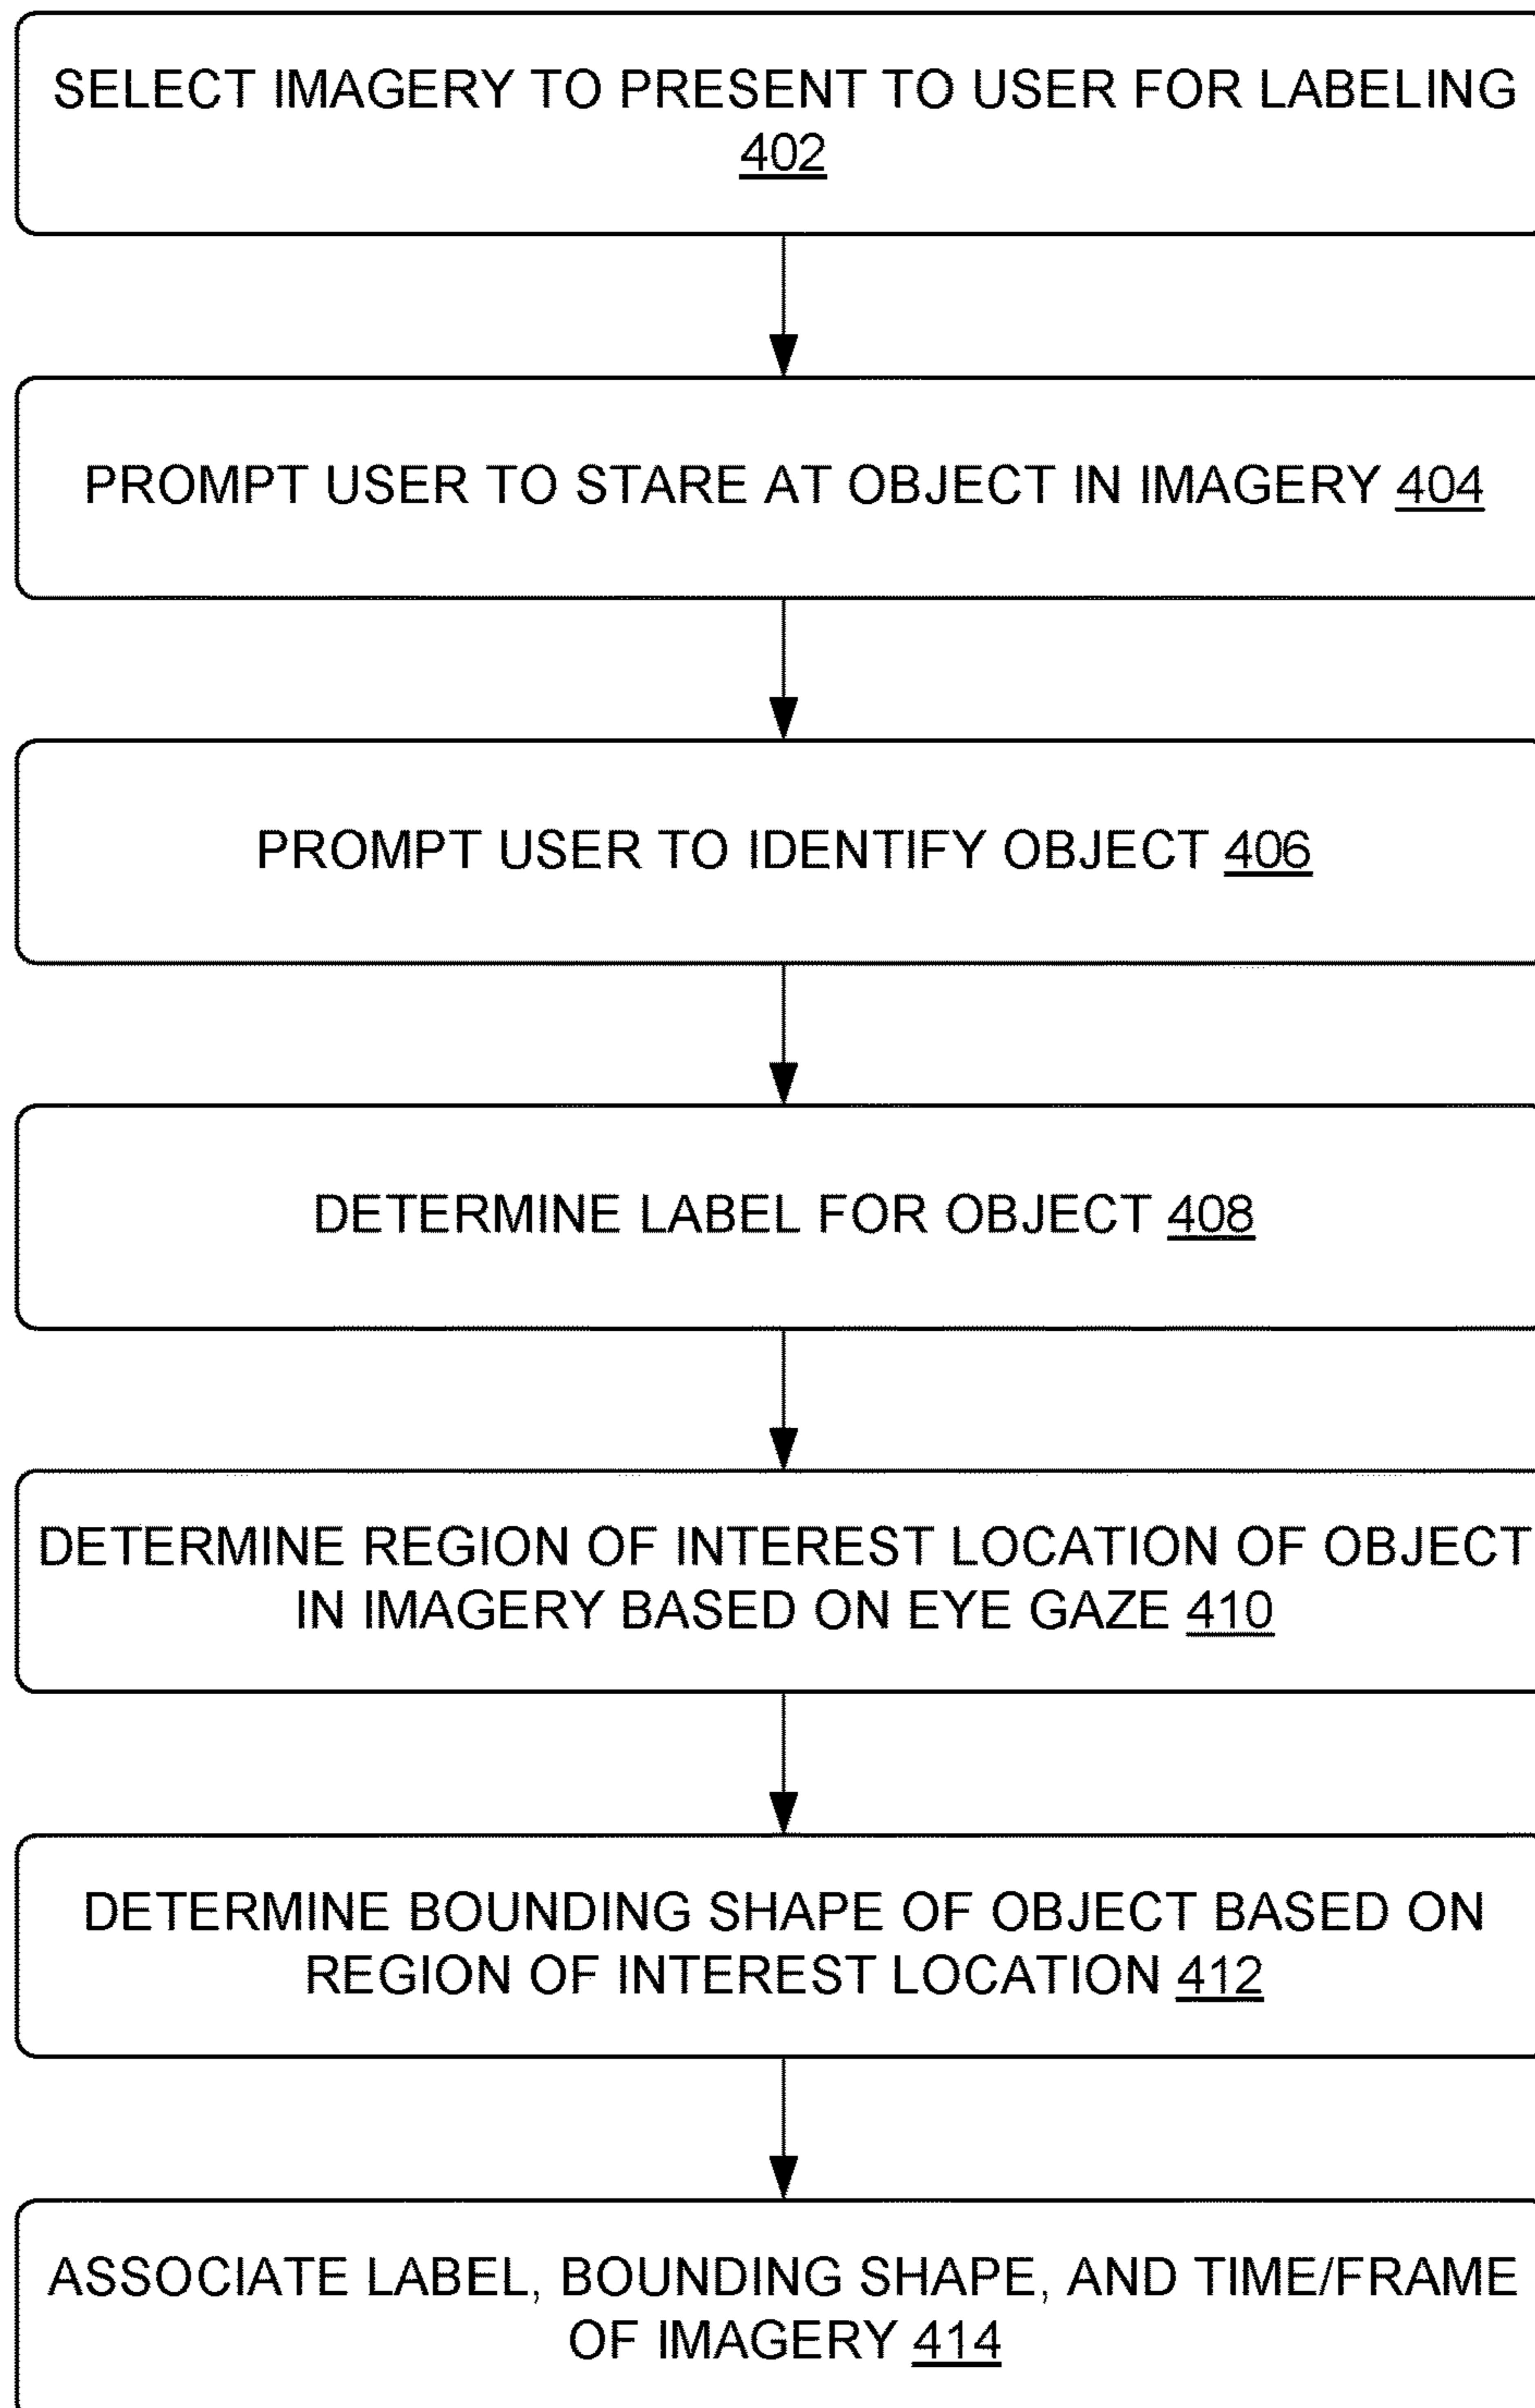 SELECT IMAGERY TO PRESENT TO USER FOR LABELING
402
PROMPT USER TO STARE AT OBJECT IN IMAGERY 404
PROMPT USER TO IDENTIFY OBJECT 406
DETERMINE LABEL FOR OBJECT 408
DETERMINE REGION OF INTEREST LOCATION OF OBJECT
IN IMAGERY BASED ON EYE GAZE 410
DETERMINE BOUNDING SHAPE OF OBJECT BASED ON
REGION OF INTEREST LOCATION 412
ASSOCIATE LABEL, BOUNDING SHAPE, AND TIME/FRAME
OF IMAGERY 414